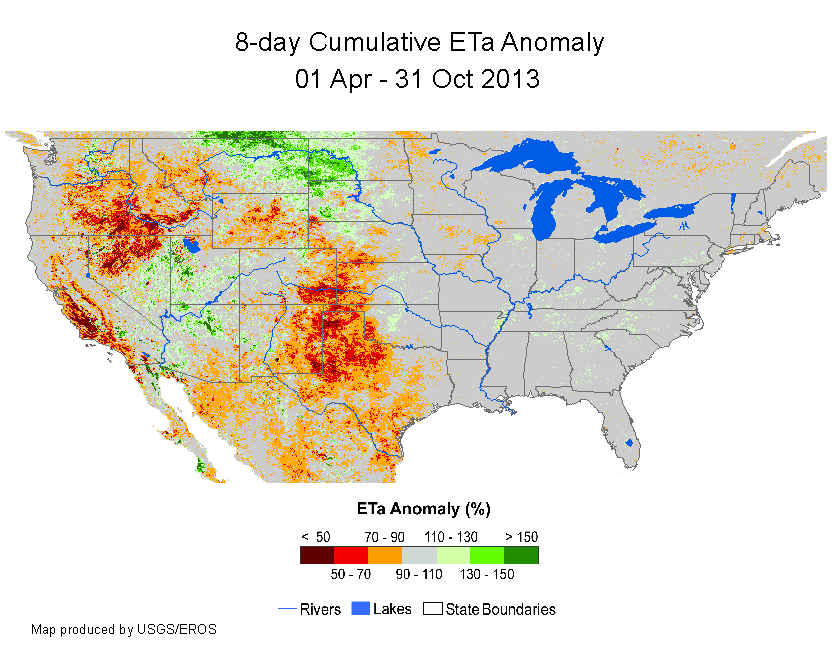 8-day Cumulative ETa Anomaly
01 Apr - 31 Oct 2013
ETa Anomaly (%)
< 50 70 - 90 110 - 130 > 150
50 - 70 90 - 110 130 - 150
Rivers Lakes State Boundaries
Map produced by USGS/EROS